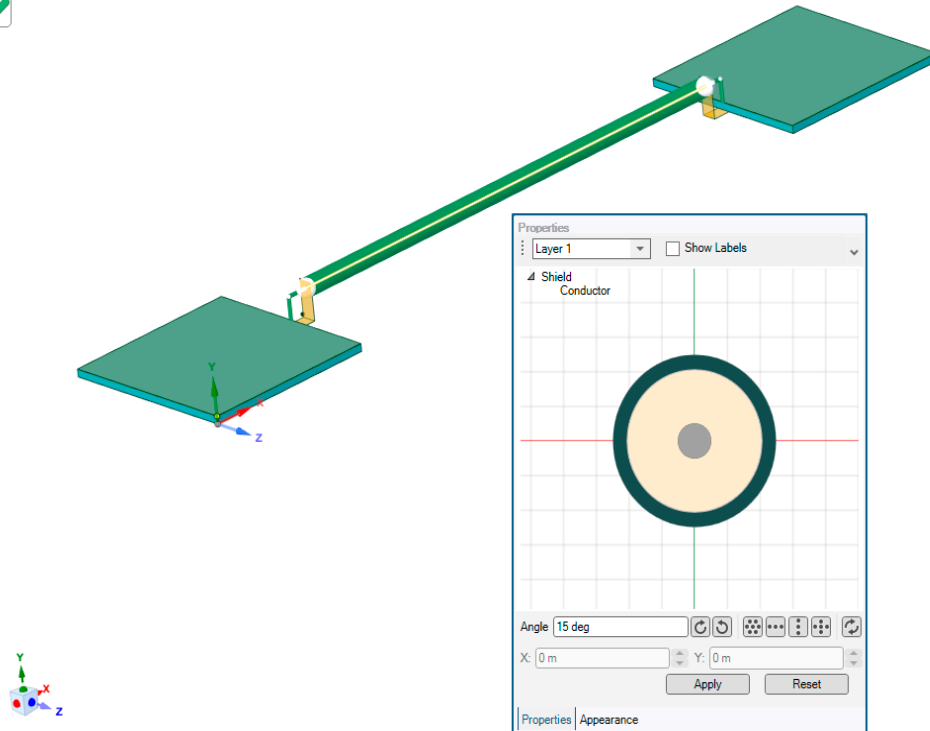 Properties
Layer 1
Show Labels
Shield
Conductor
Y
X
Z
Angle 15 deg
X: 0 m Y: 0 m
Apply Reset
Y
X
Z
Properties Appearance